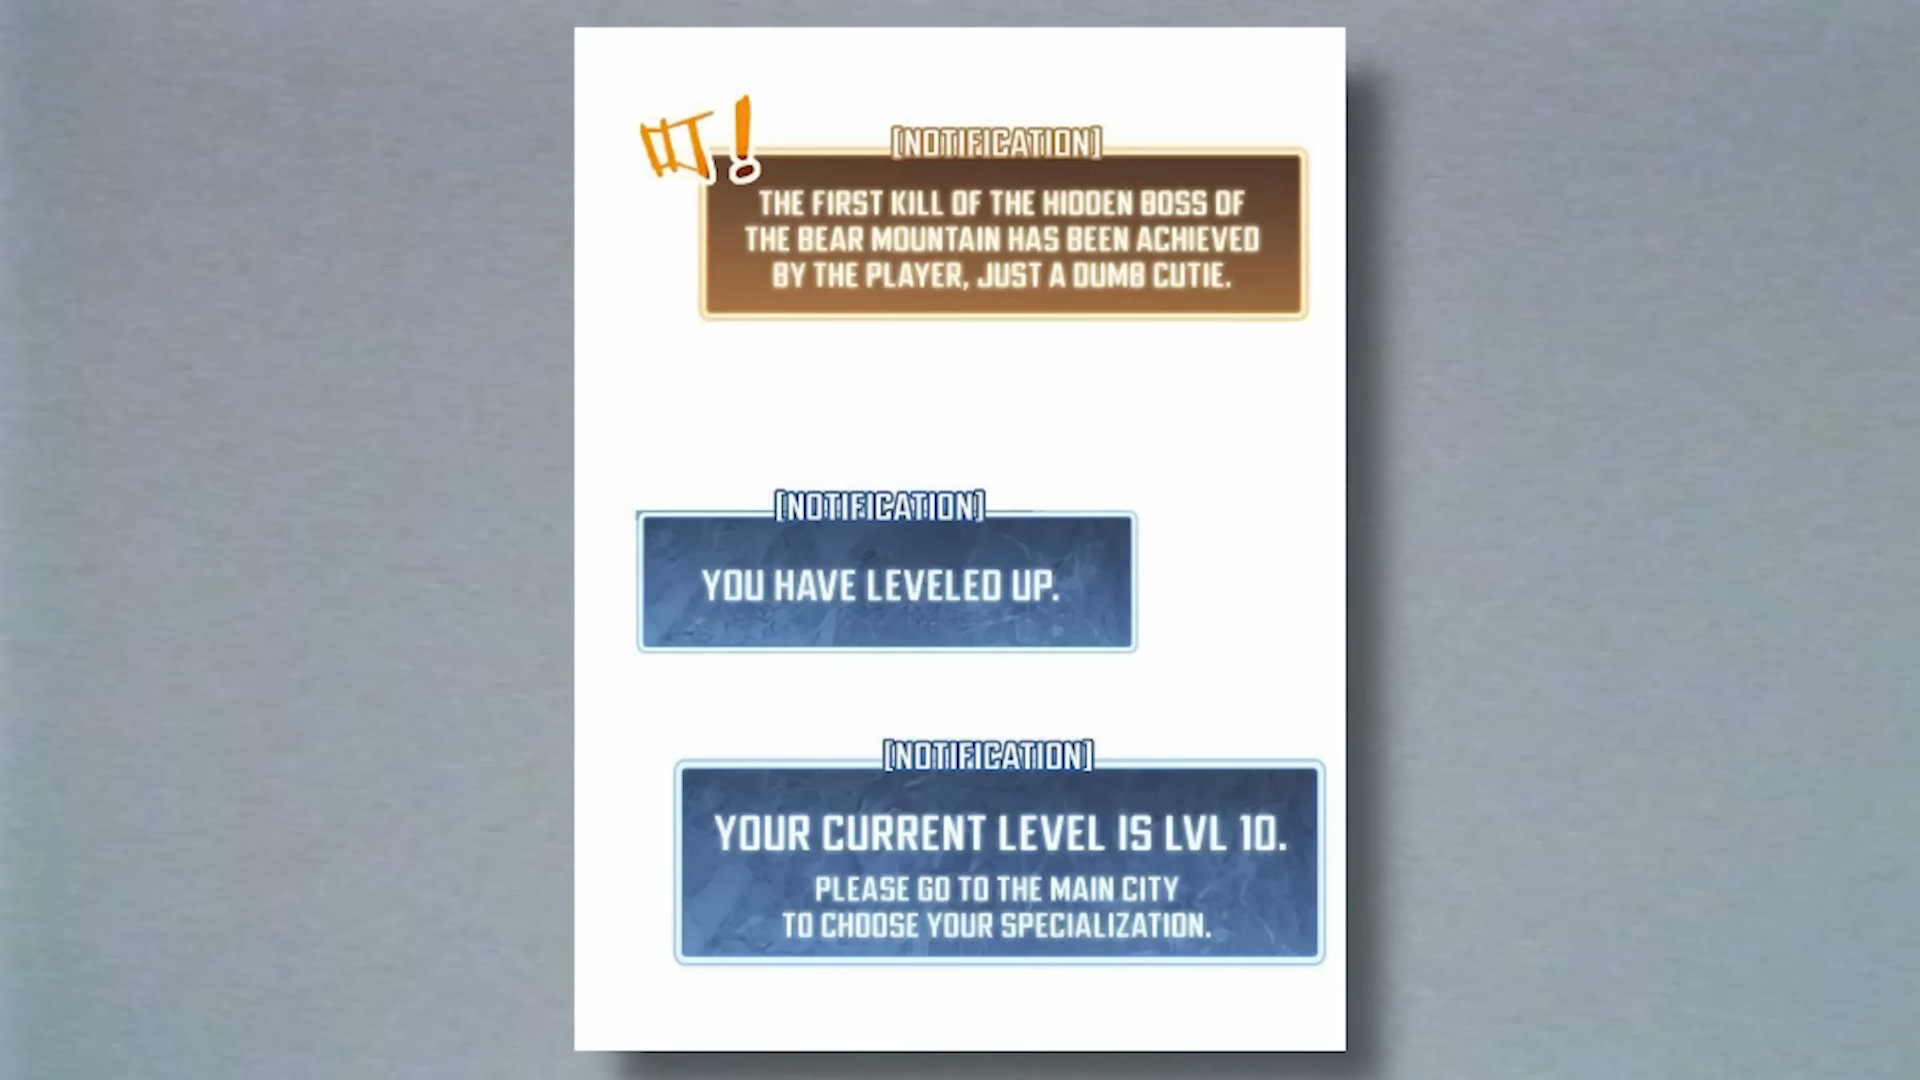 叮!
[NOTIFICATION]
THE FIRST KILL OF THE HIDDEN BOSS OF
THE BEAR MOUNTAIN HAS BEEN ACHIEVED
BY THE PLAYER, JUST A DUMB CUTIE.
[NOTIFICATION]
YOU HAVE LEVELED UP.
[NOTIFICATION]
YOUR CURRENT LEVEL IS LVL 10.
PLEASE GO TO THE MAIN CITY
TO CHOOSE YOUR SPECIALIZATION.